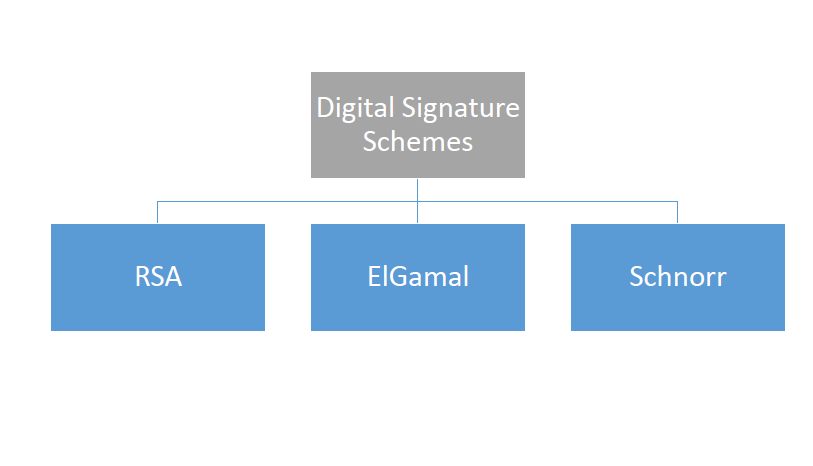 Digital Signature
Schemes
RSA
ElGamal
Schnorr